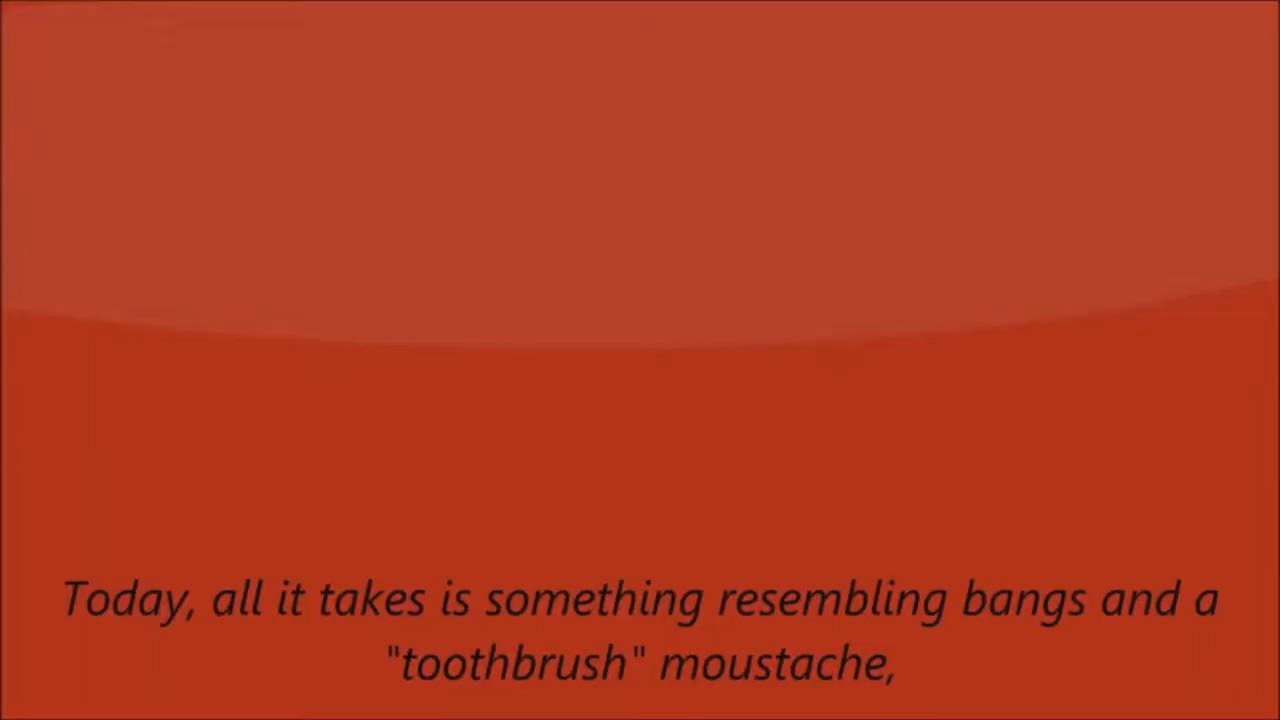 Today, all it takes is something resembling bangs and a
"toothbrush" moustache,